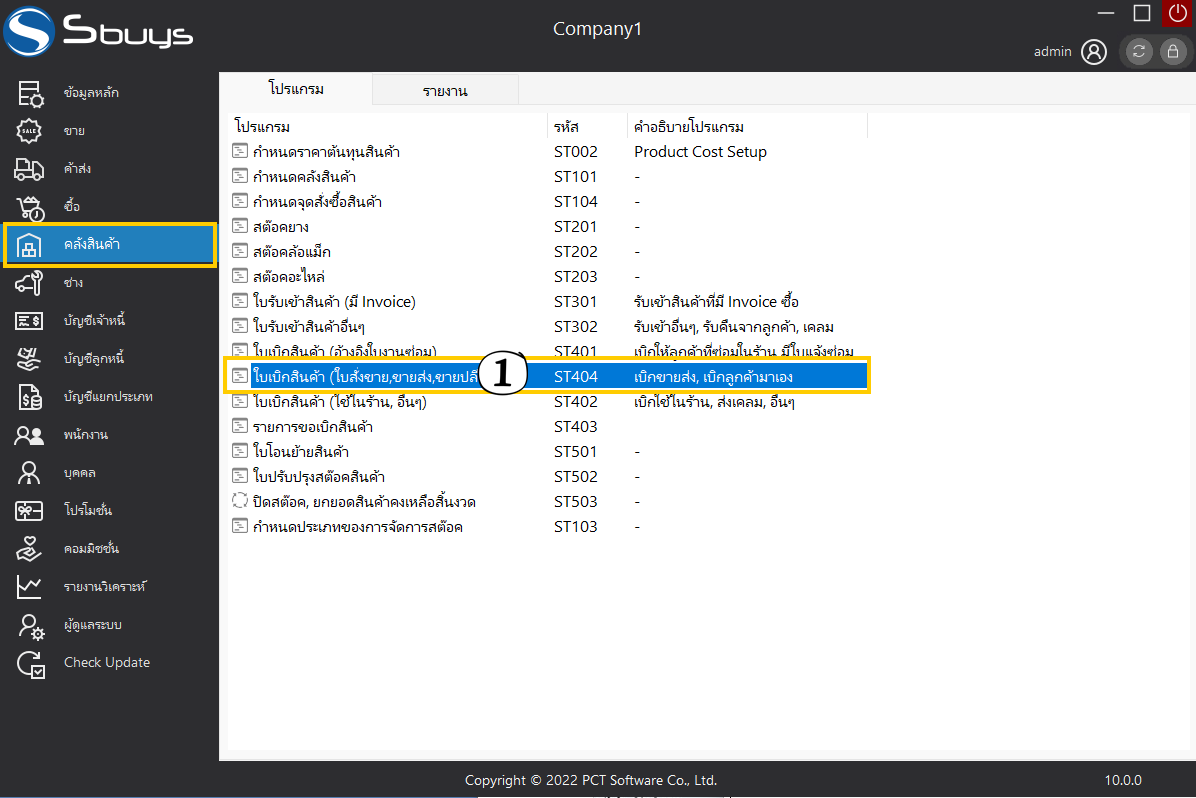 Sbuys
Company1
admin
ข้อมูลหลัก
ขาย
ค้าส่ง
ซื้อ
คลังสินค้า
ช่าง
บัญชีเจ้าหนี้
บัญชีลูกหนี้
บัญชีแยกประเภท
พนักงาน
บุคคล
โปรโมชั่น
คอมมิชชั่น
รายงานวิเคราะห์
ผู้ดูแลระบบ
Check Update
โปรแกรม รายงาน
โปรแกรม รหัส คำอธิบายโปรแกรม
กำหนดราคาต้นทุนสินค้า ST002 Product Cost Setup
กำหนดคลังสินค้า ST101 -
กำหนดจุดสั่งซื้อสินค้า ST104 -
สต๊อคยาง ST201 -
สต๊อคล้อแม็ก ST202 -
สต๊อคอะไหล่ ST203 -
ใบรับเข้าสินค้า (มี Invoice) ST301 รับเข้าสินค้าที่มี Invoice ซื้อ
ใบรับเข้าสินค้าอื่นๆ ST302 รับเข้าอื่นๆ, รับคืนจากลูกค้า, เคลม
ใบเบิกสินค้า (อ้างอิงใบงานซ่อม) ST401 เบิกให้ลูกค้าที่ซ่อมในร้าน มีใบแจ้งซ่อม
ใบเบิกสินค้า (ใบสั่งขาย,ขายส่ง,ขายปลี 1 ST404 เบิกขายส่ง, เบิกลูกค้ามาเอง
ใบเบิกสินค้า (ใช้ในร้าน, อื่นๆ) ST402 เบิกใช้ในร้าน, ส่งเคลม, อื่นๆ
รายการขอเบิกสินค้า ST403
ใบโอนย้ายสินค้า ST501 -
ใบปรับปรุงสต๊อคสินค้า ST502 -
ปิดสต๊อค, ยกยอดสินค้าคงเหลือสิ้นงวด ST503 -
กำหนดประเภทของการจัดการสต๊อค ST103 -
Copyright © 2022 PCT Software Co., Ltd. 10.0.0